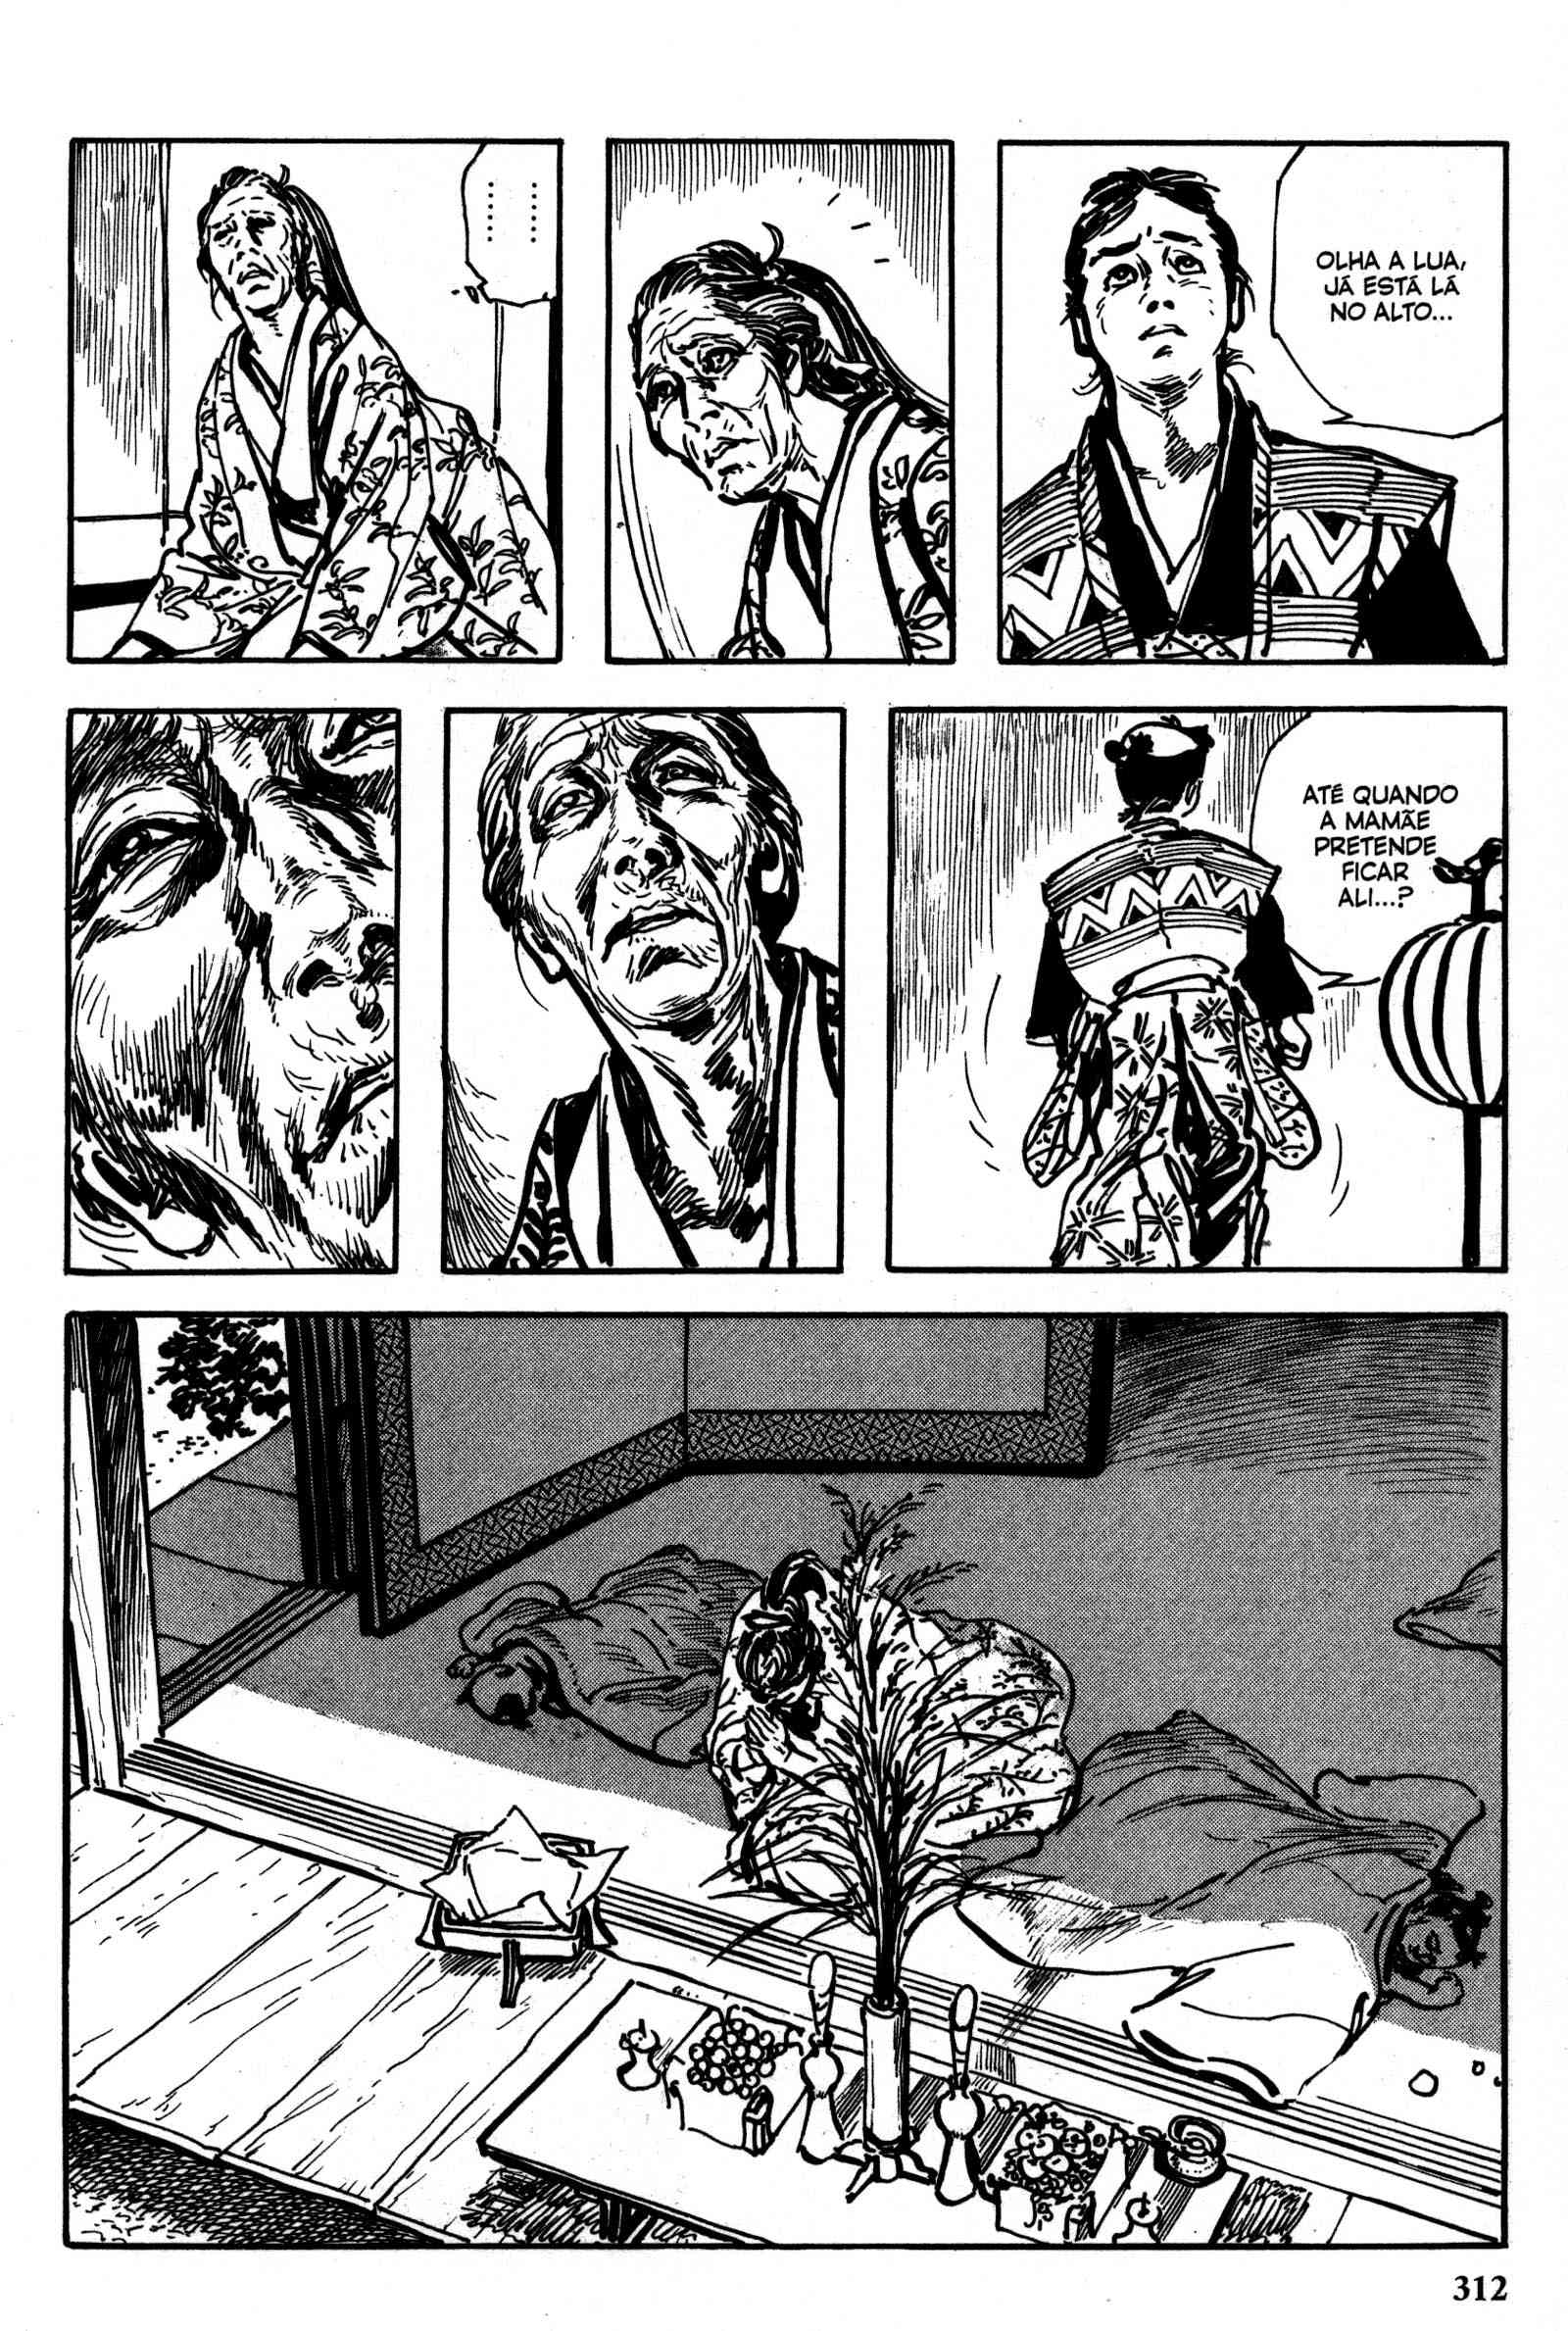 OLHA A LUA,
JÁ ESTÁ LÁ
NO ALTO...
............
ATÉ QUANDO
A MAMÃE
PRETENDE
FICAR
ALI...?
312